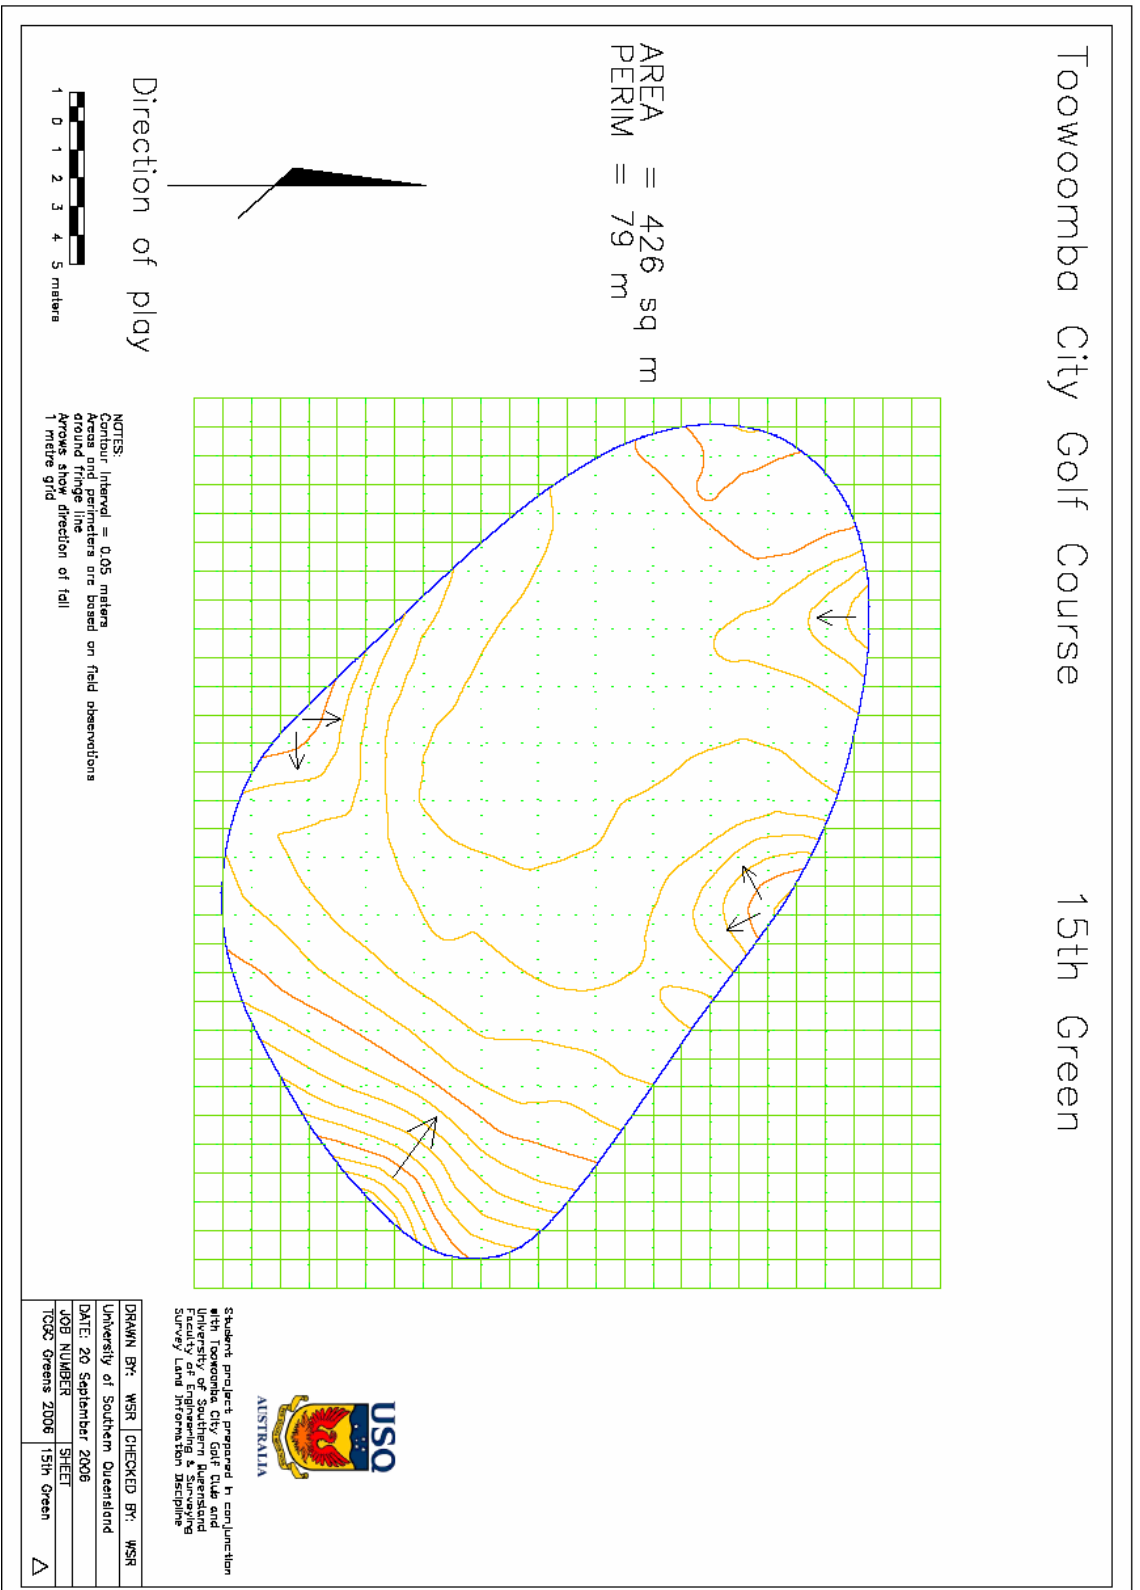 Toowoomba City Golf Course 15th Green
AREA = 426 sq m
PERIM = 79 m
Direction of play
1 0 1 2 3 4 5 meters
NOTES:
Contour Interval = 0.05 meters
Areas and perimeters are based on field observations
around fringe line
Arrows show direction of fall
1 metre grid
USQ
AUSTRALIA
Student project prepared in conjunction
with Toowoomba City Golf Club and
University of Southern Queensland
Faculty of Engineering & Surveying
Survey Land Information Discipline
DRAWN BY: WSR CHECKED BY: WSR
University of Southern Queensland
DATE: 20 September 2006
JOB NUMBER SHEET
TCGC Greens 2006 15th Green